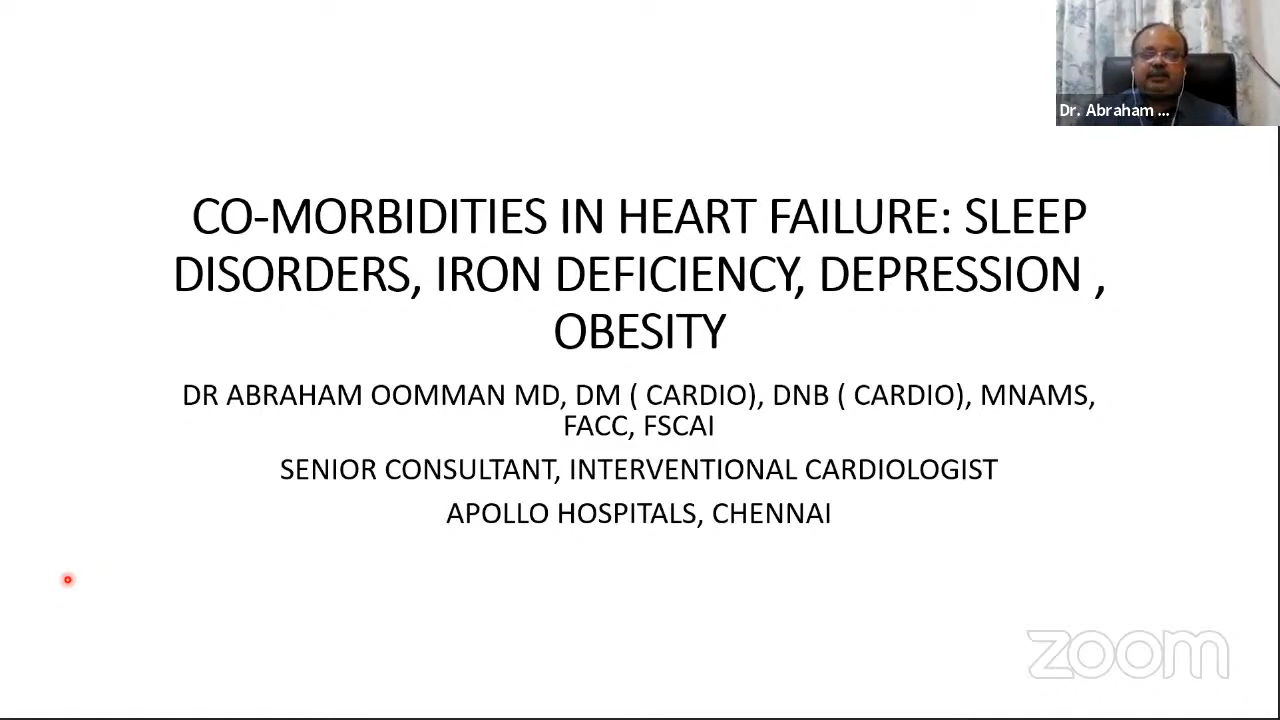 Dr. Abraham ...
CO-MORBIDITIES IN HEART FAILURE: SLEEP
DISORDERS, IRON DEFICIENCY, DEPRESSION ,
OBESITY
DR ABRAHAM OOMMAN MD, DM ( CARDIO), DNB ( CARDIO), MNAMS,
FACC, FSCAI
SENIOR CONSULTANT, INTERVENTIONAL CARDIOLOGIST
APOLLO HOSPITALS, CHENNAI
zoom